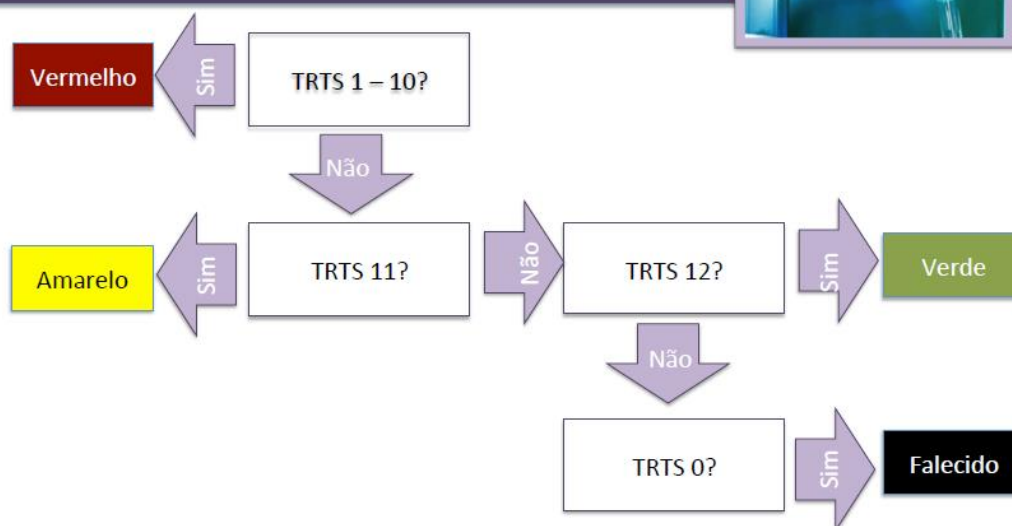 Vermelho
Sim
TRTS 1 – 10?
Não
Amarelo
Sim
TRTS 11?
Não
TRTS 12?
Sim
Verde
Não
TRTS 0?
Sim
Falecido